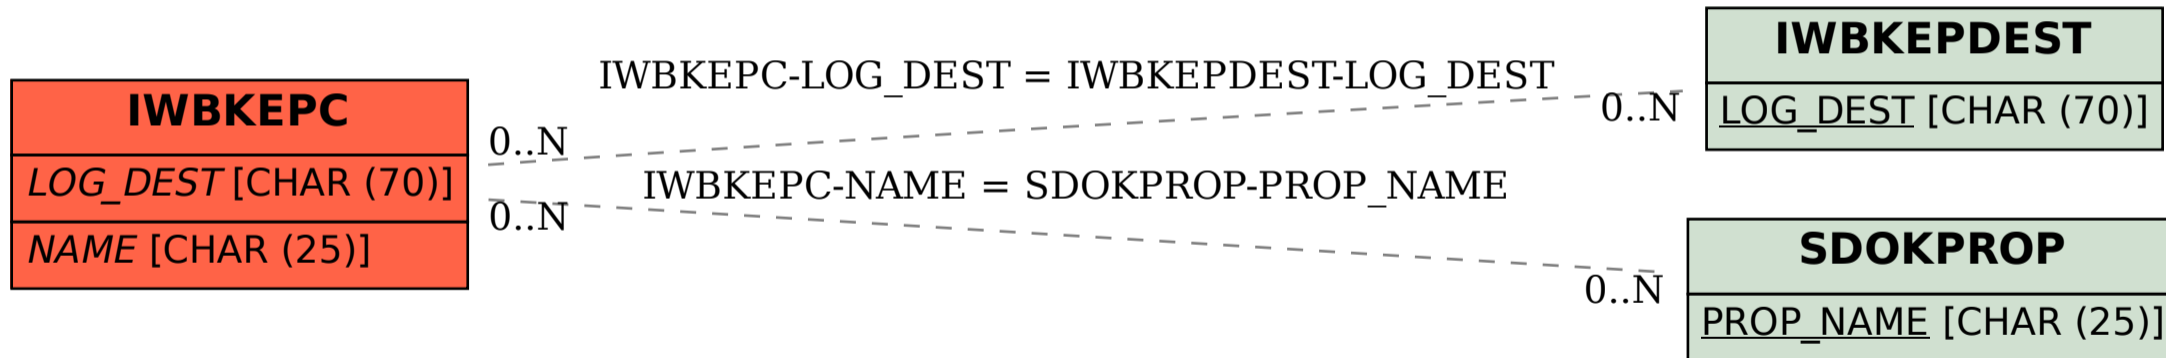 IWBKEPC
LOG_DEST [CHAR (70)]
NAME [CHAR (25)]
IWBKEPC-LOG_DEST = IWBKEPDEST-LOG_DEST
0..N
0..N
IWBKEPC-NAME = SDOKPROP-PROP_NAME
0..N
0..N
IWBKEPDEST
LOG_DEST [CHAR (70)]
SDOKPROP
PROP_NAME [CHAR (25)]